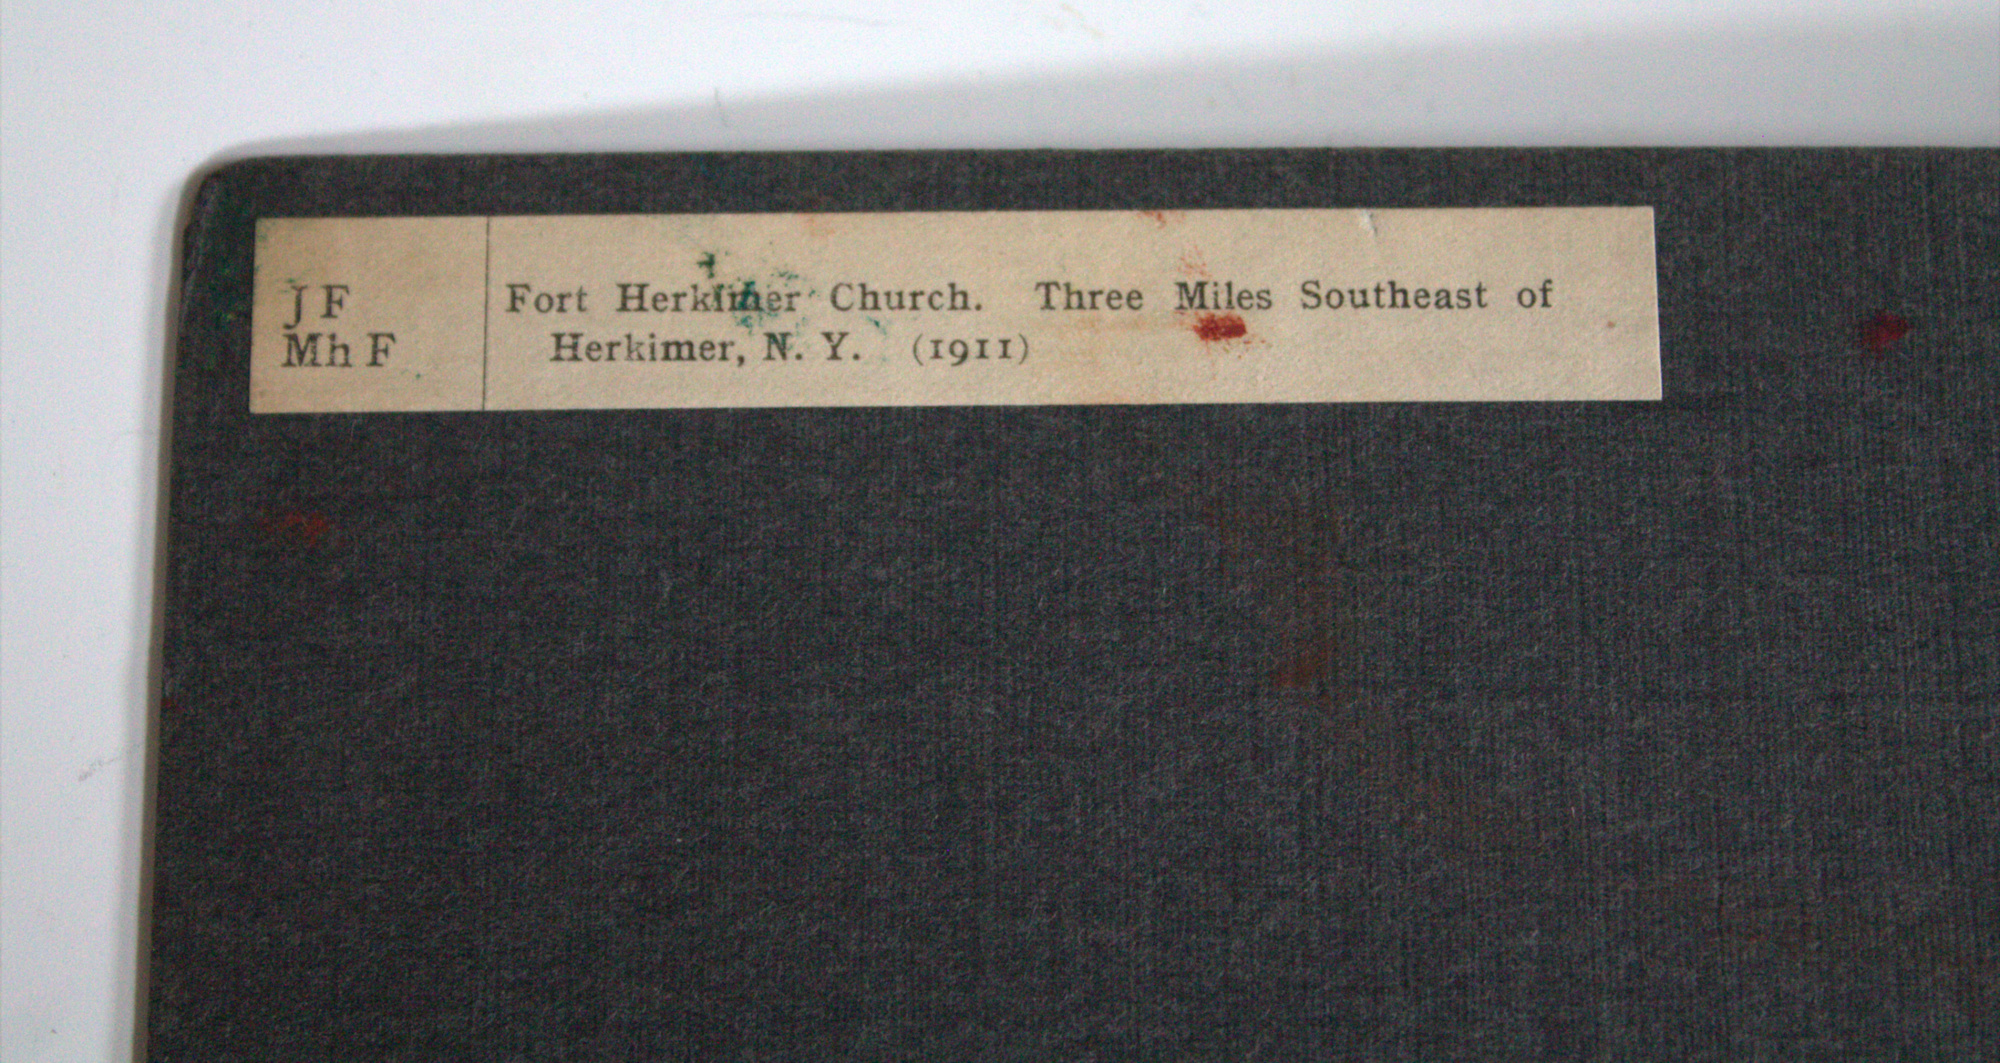 J F
Mh F
Fort Herkimer Church. Three Miles Southeast of
Herkimer, N. Y. (1911)